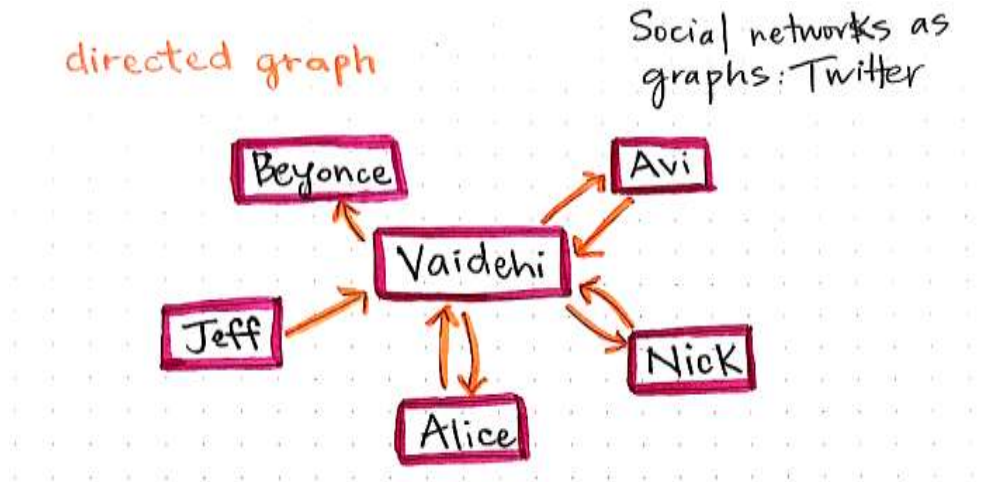 directed graph
Social networks as
graphs: Twitter
Beyonce
Avi
Vaidehi
Jeff
Nick
Alice